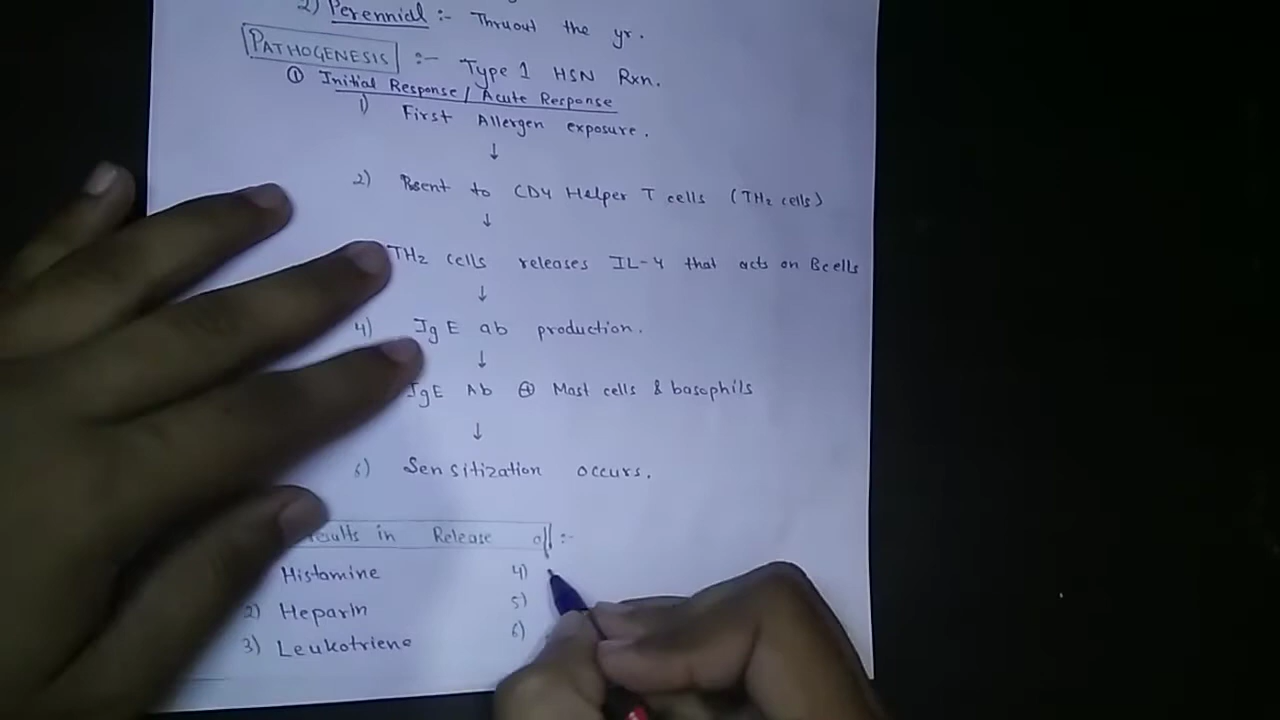 2) Perennial :- Thruout the yr.
PATHOGENESIS :- Type 1 HSN Rxn.
① Initial Response / Acute Response
1) First Allergen exposure.
↓
2) Present to CD4 Helper T cells (TH2 cells)
↓
TH2 cells releases IL-4 that acts on B cells
↓
4) IgE ab production.
↓
IgE Ab ⊕ Mast cells & basophils
↓
6) Sensitization occurs.
in Release of :-
Histamine 4)
2) Heparin 5)
3) Leukotriene 6)